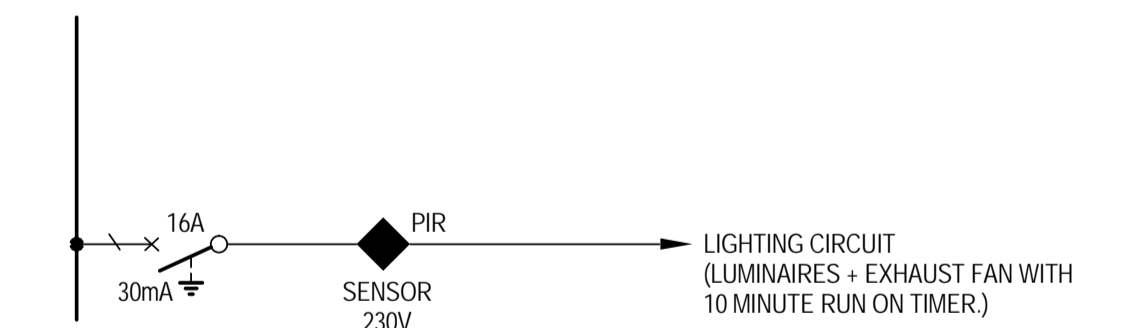 16A
PIR
LIGHTING CIRCUIT
(LUMINAIRES + EXHAUST FAN WITH
10 MINUTE RUN ON TIMER.)
30mA
SENSOR
230V